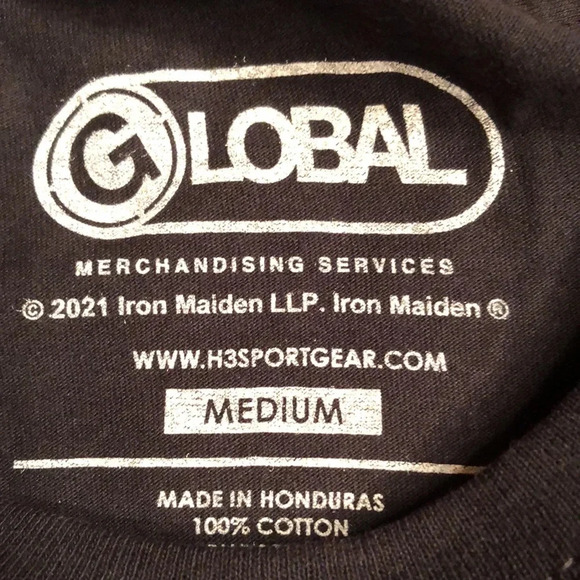 GLOBAL
MERCHANDISING SERVICES
© 2021 Iron Maiden LLP. Iron Maiden ®
WWW.H3SPORTGEAR.COM
MEDIUM
MADE IN HONDURAS
100% COTTON